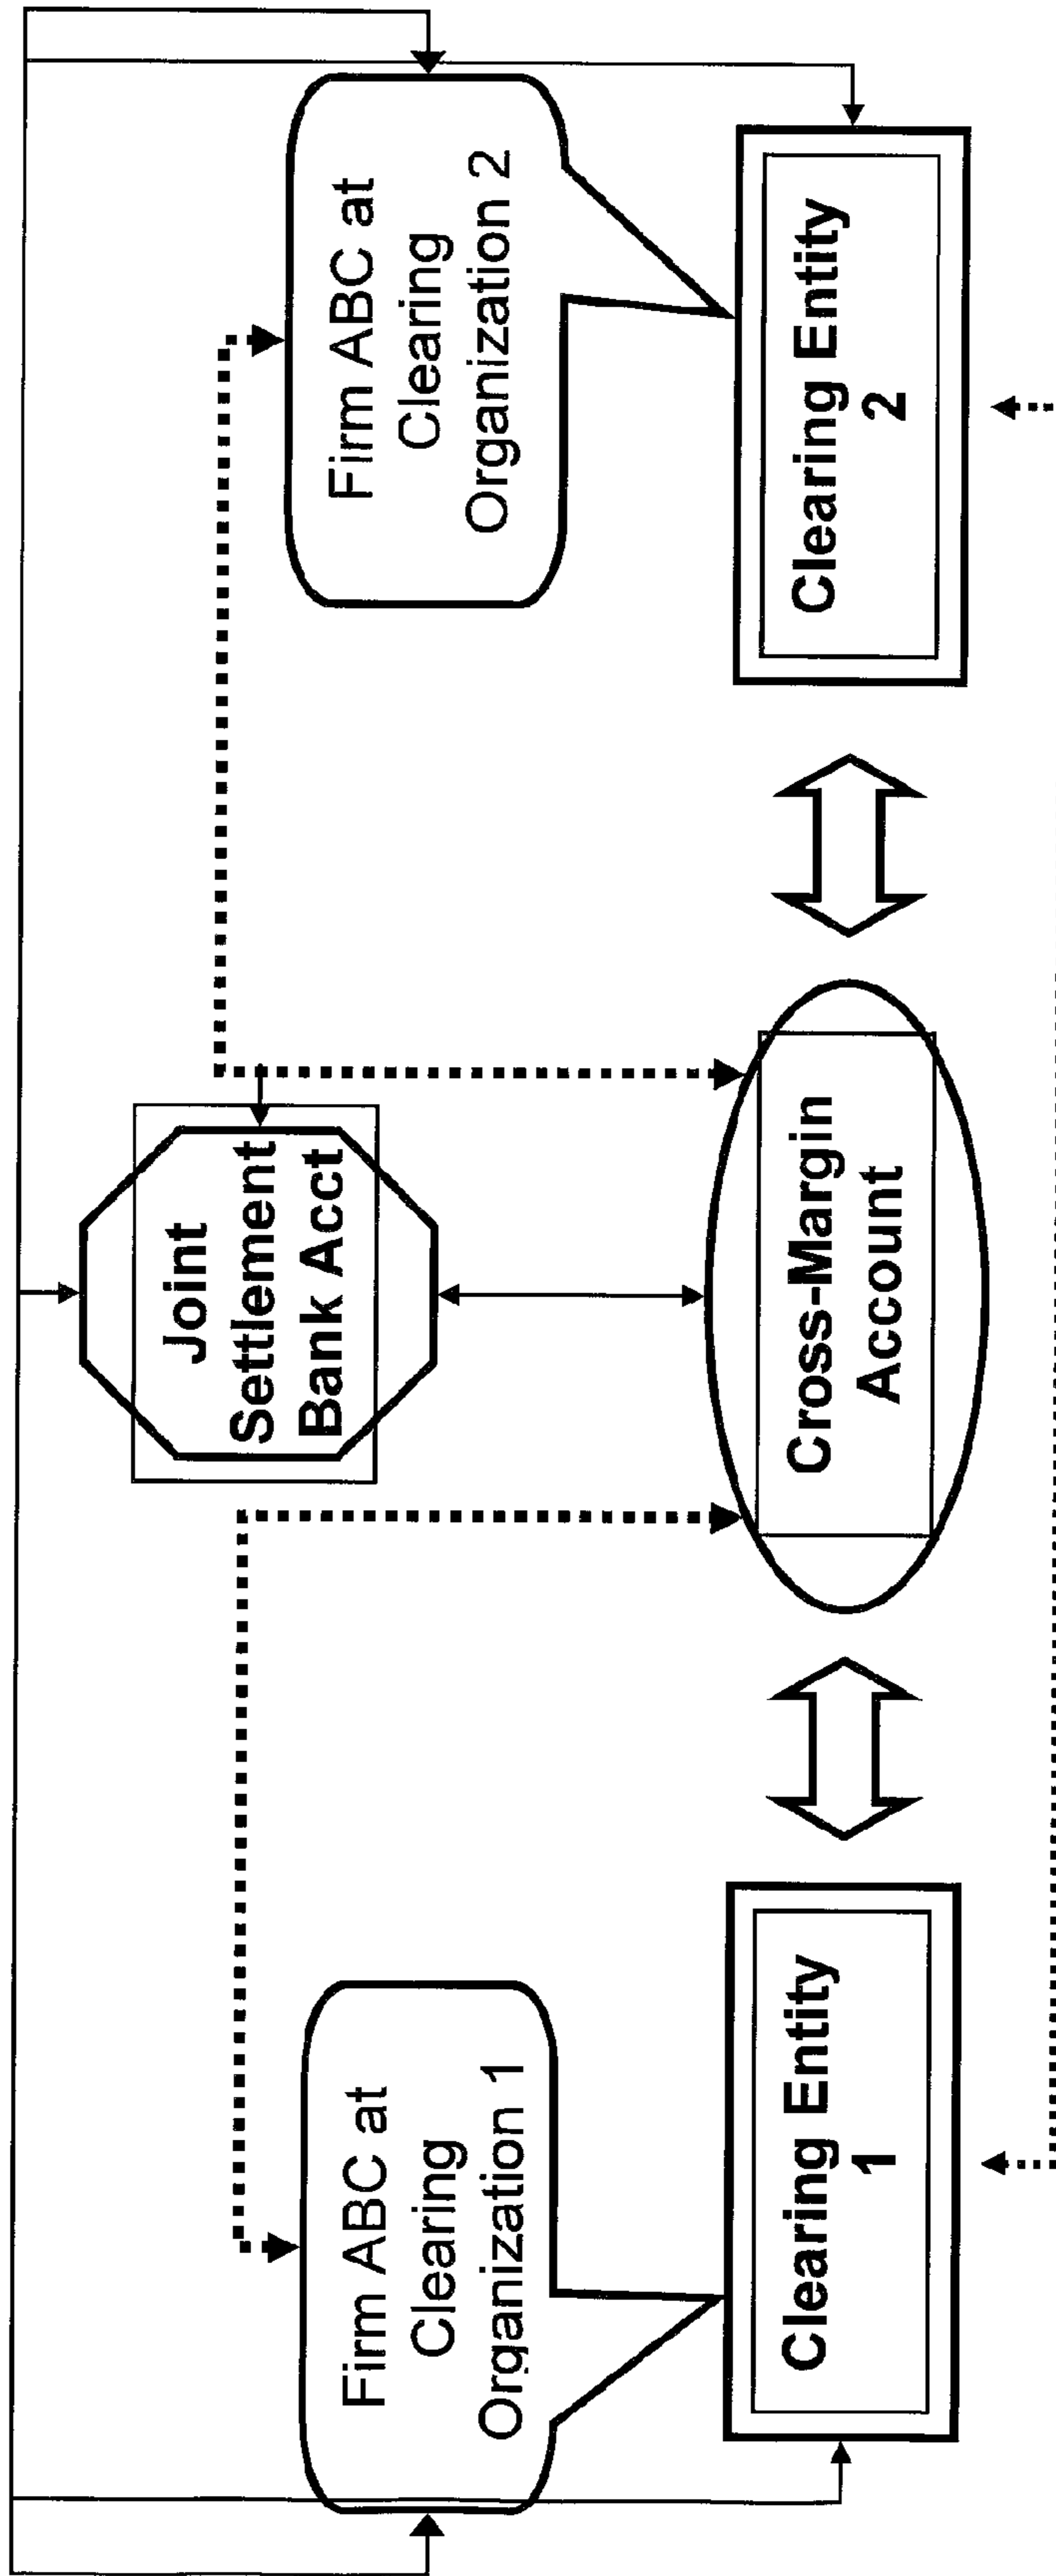 Joint
Settlement
Bank Acct
Firm ABC at
Clearing
Organization 1
Firm ABC at
Clearing
Organization 2
Clearing Entity
1
Cross-Margin
Account
Clearing Entity
2